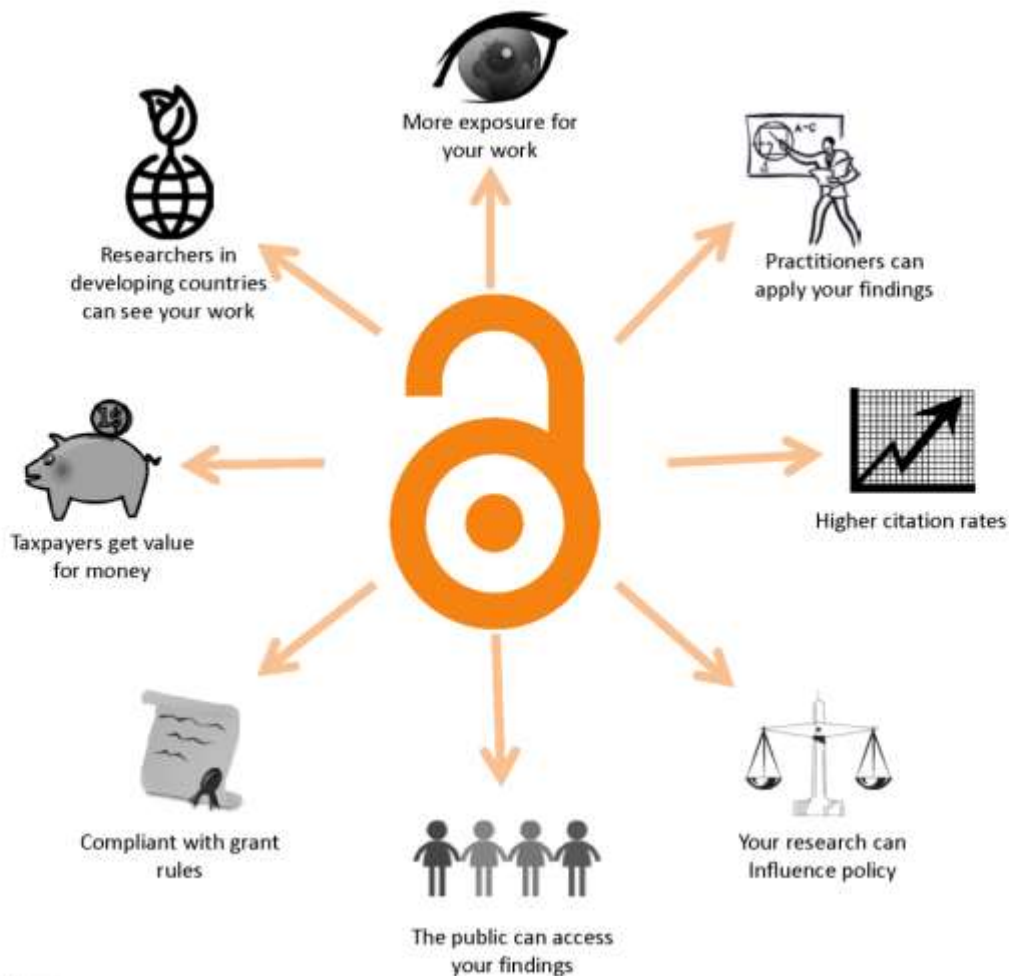 More exposure for
your work
Practitioners can
apply your findings
Higher citation rates
Your research can
Influence policy
The public can access
your findings
Compliant with grant
rules
Taxpayers get value
for money
Researchers in
developing countries
can see your work
A-C
1$